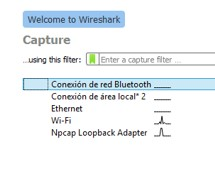 Welcome to Wireshark
Capture
...using this filter: Enter a capture filter ...
Conexión de red Bluetooth
Conexión de área local* 2
Ethernet
Wi-Fi
Npcap Loopback Adapter